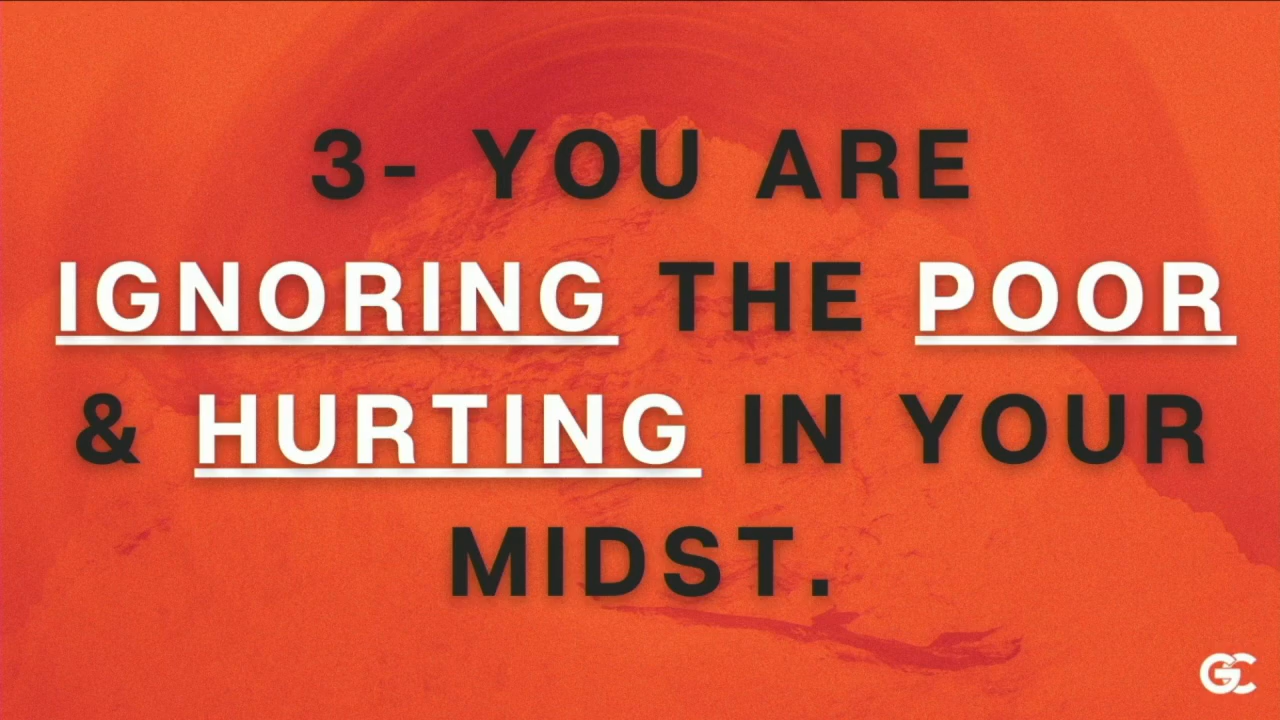 3- YOU ARE
IGNORING THE POOR
& HURTING IN YOUR
MIDST.
GC